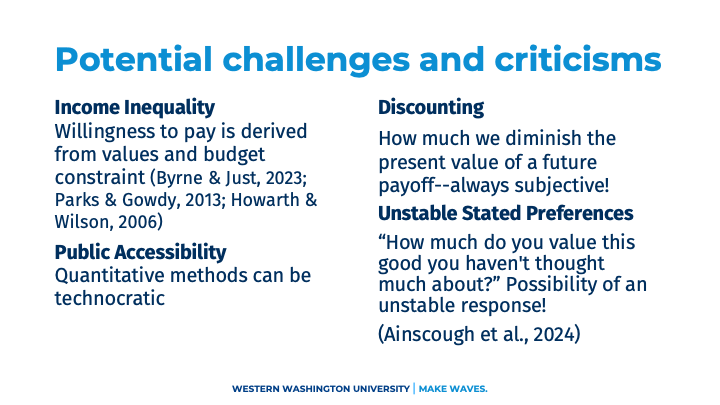 Potential challenges and criticisms
Income Inequality
Willingness to pay is derived
from values and budget
constraint (Byrne & Just, 2023;
Parks & Gowdy, 2013; Howarth &
Wilson, 2006)
Public Accessibility
Quantitative methods can be
technocratic
Discounting
How much we diminish the
present value of a future
payoff--always subjective!
Unstable Stated Preferences
“How much do you value this
good you haven't thought
much about?” Possibility of an
unstable response!
(Ainscough et al., 2024)
WESTERN WASHINGTON UNIVERSITY | MAKE WAVES.